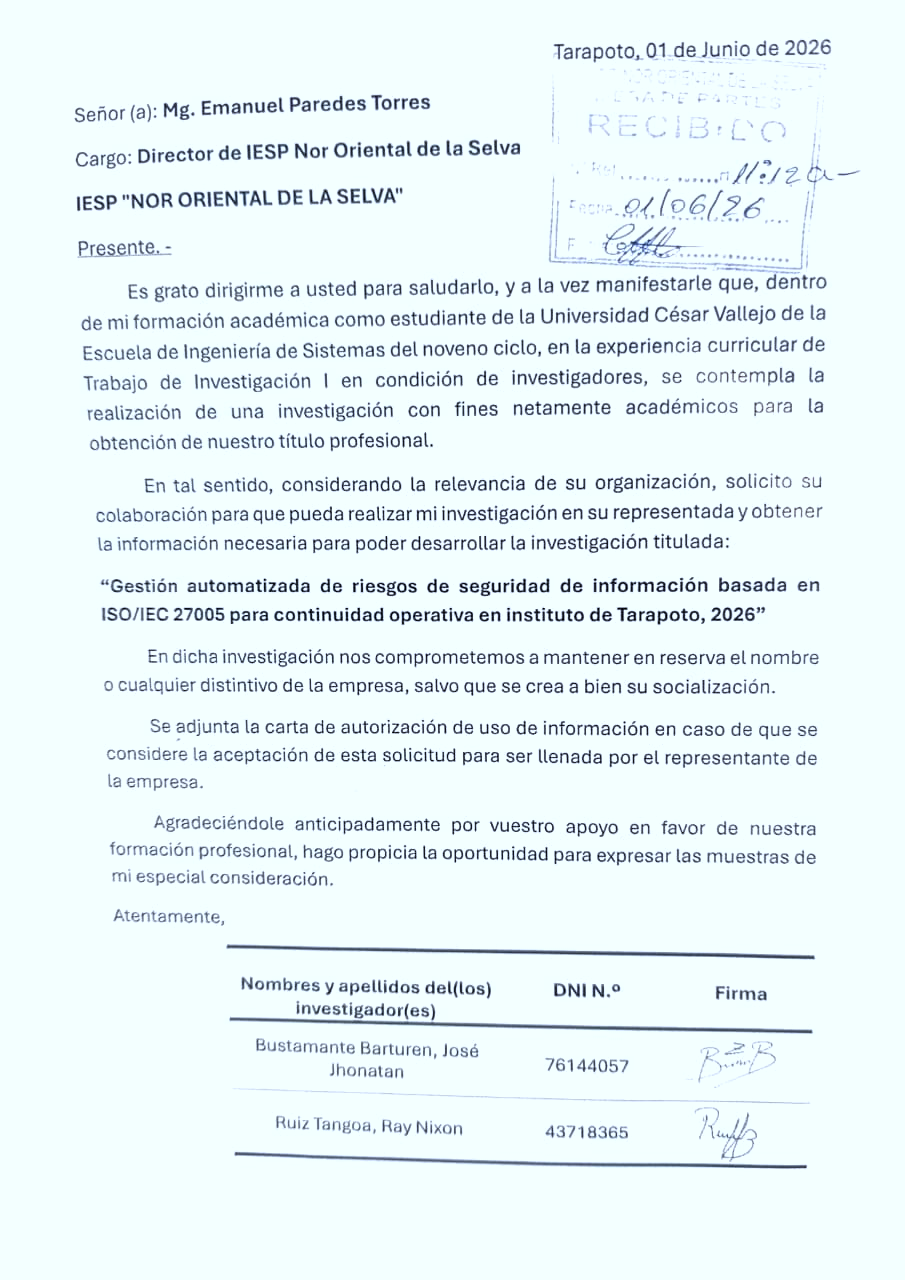 Tarapoto, 01 de Junio de 2026
Señor (a): Mg. Emanuel Paredes Torres
Cargo: Director de IESP Nor Oriental de la Selva
IESP "NOR ORIENTAL DE LA SELVA"
Presente. -
NOR ORIENTAL DE LA
MESA DE PARTES
RECIBIDO
11:12 a
Fecha 01/06/26
F
Es grato dirigirme a usted para saludarlo, y a la vez manifestarle que, dentro
de mi formación académica como estudiante de la Universidad César Vallejo de la
Escuela de Ingeniería de Sistemas del noveno ciclo, en la experiencia curricular de
Trabajo de Investigación I en condición de investigadores, se contempla la
realización de una investigación con fines netamente académicos para la
obtención de nuestro título profesional.
En tal sentido, considerando la relevancia de su organización, solicito su
colaboración para que pueda realizar mi investigación en su representada y obtener
la información necesaria para poder desarrollar la investigación titulada:
“Gestión automatizada de riesgos de seguridad de información basada en
ISO/IEC 27005 para continuidad operativa en instituto de Tarapoto, 2026”
En dicha investigación nos comprometemos a mantener en reserva el nombre
o cualquier distintivo de la empresa, salvo que se crea a bien su socialización.
Se adjunta la carta de autorización de uso de información en caso de que se
considere la aceptación de esta solicitud para ser llenada por el representante de
la empresa.
Agradeciéndole anticipadamente por vuestro apoyo en favor de nuestra
formación profesional, hago propicia la oportunidad para expresar las muestras de
mi especial consideración.
Atentamente,
Nombres y apellidos del(los) DNI N.º Firma
investigador(es)
Bustamante Barturen, José
Jhonatan 76144057
Ruiz Tangoa, Ray Nixon 43718365